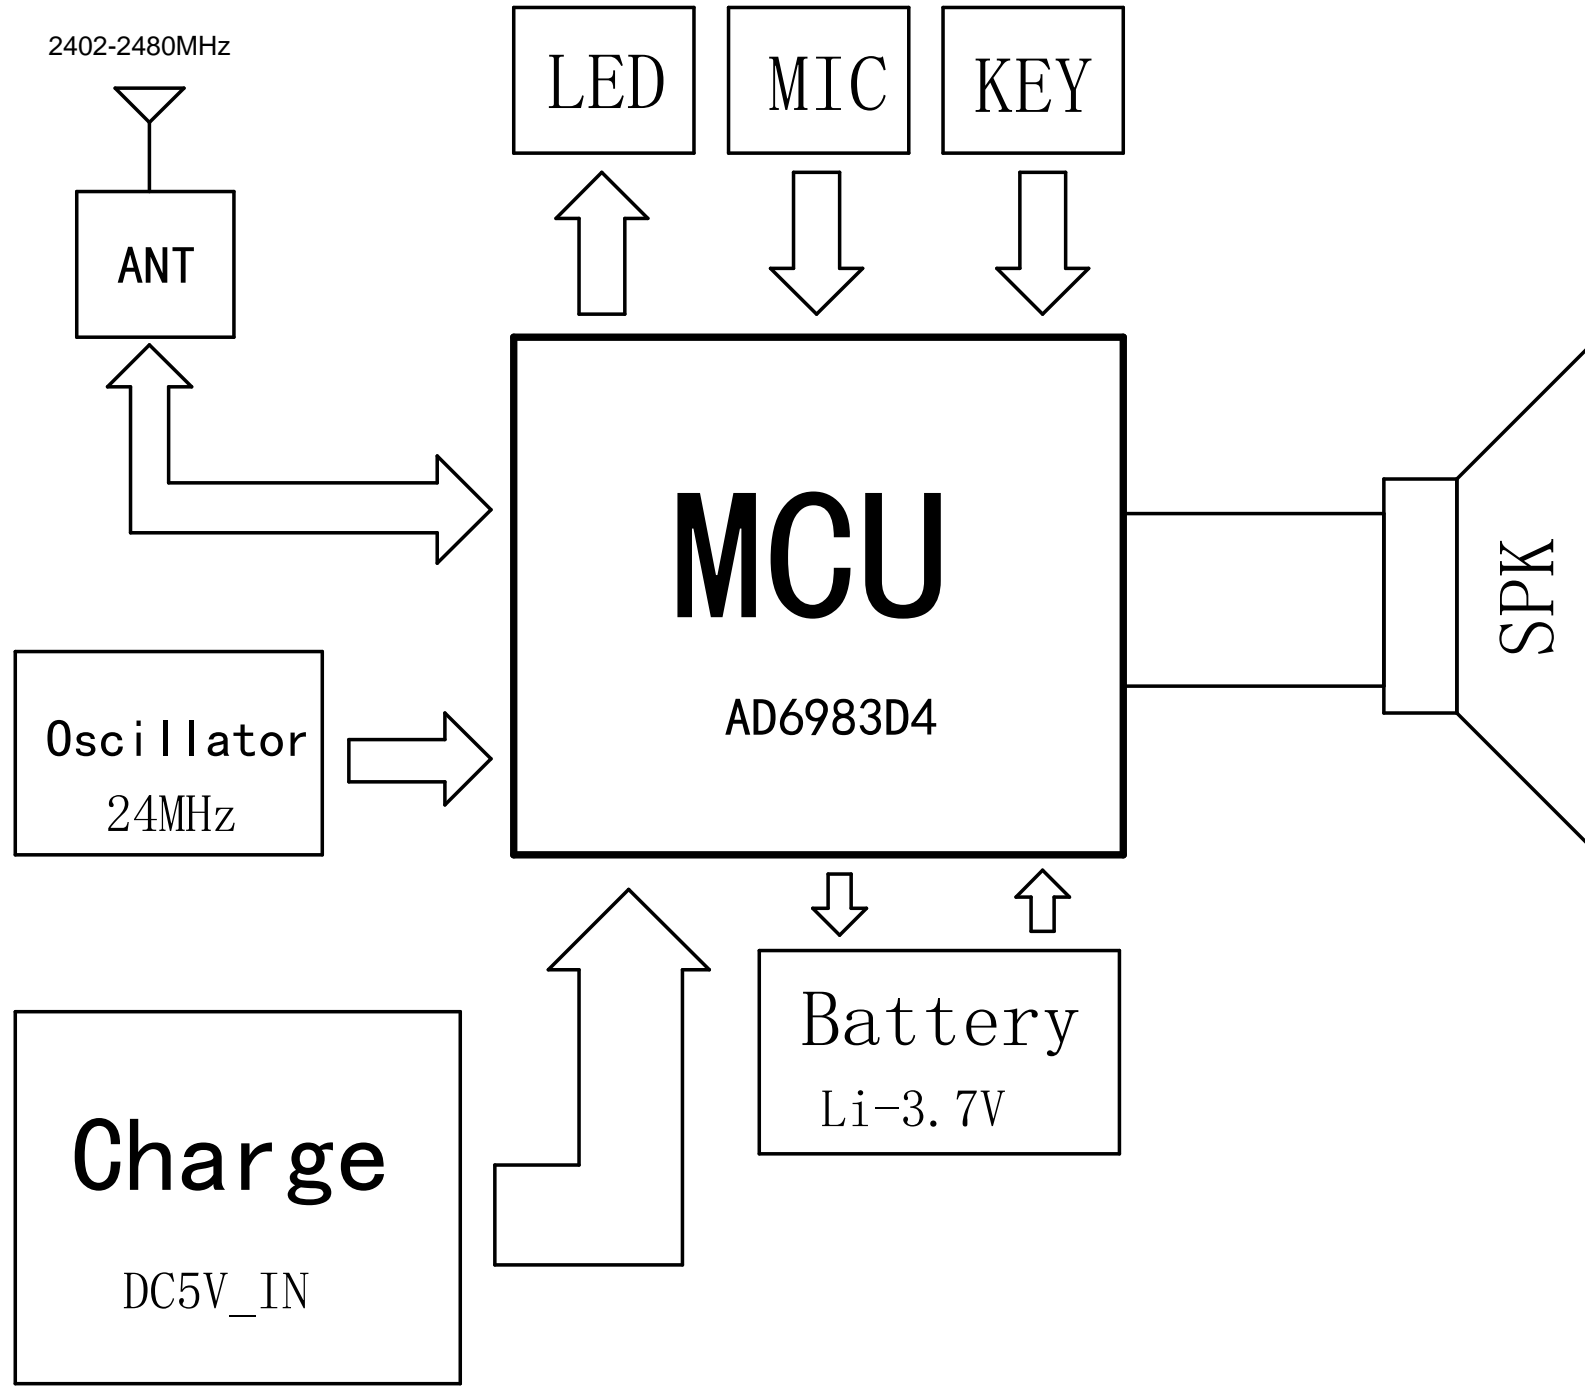 2402-2480MHz
LED
MIC
KEY
ANT
MCU
AD6983D4
SPK
Oscillator
24MHz
Battery
Li-3.7V
Charge
DC5V_IN